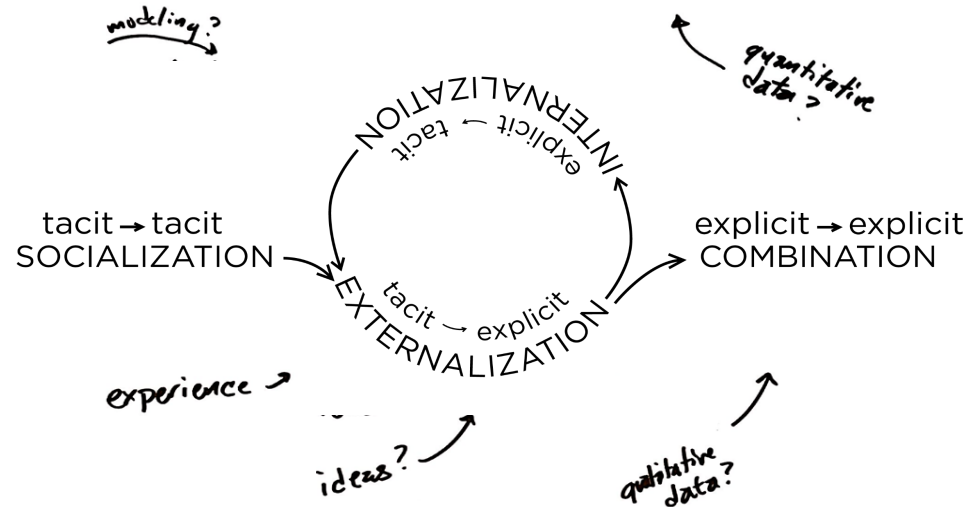 modeling?
quantitative
data?
INTERNALIZATION
explicit → tacit
tacit → tacit
SOCIALIZATION
explicit → explicit
COMBINATION
tacit → explicit
EXTERNALIZATION
experience
ideas?
qualitative
data?